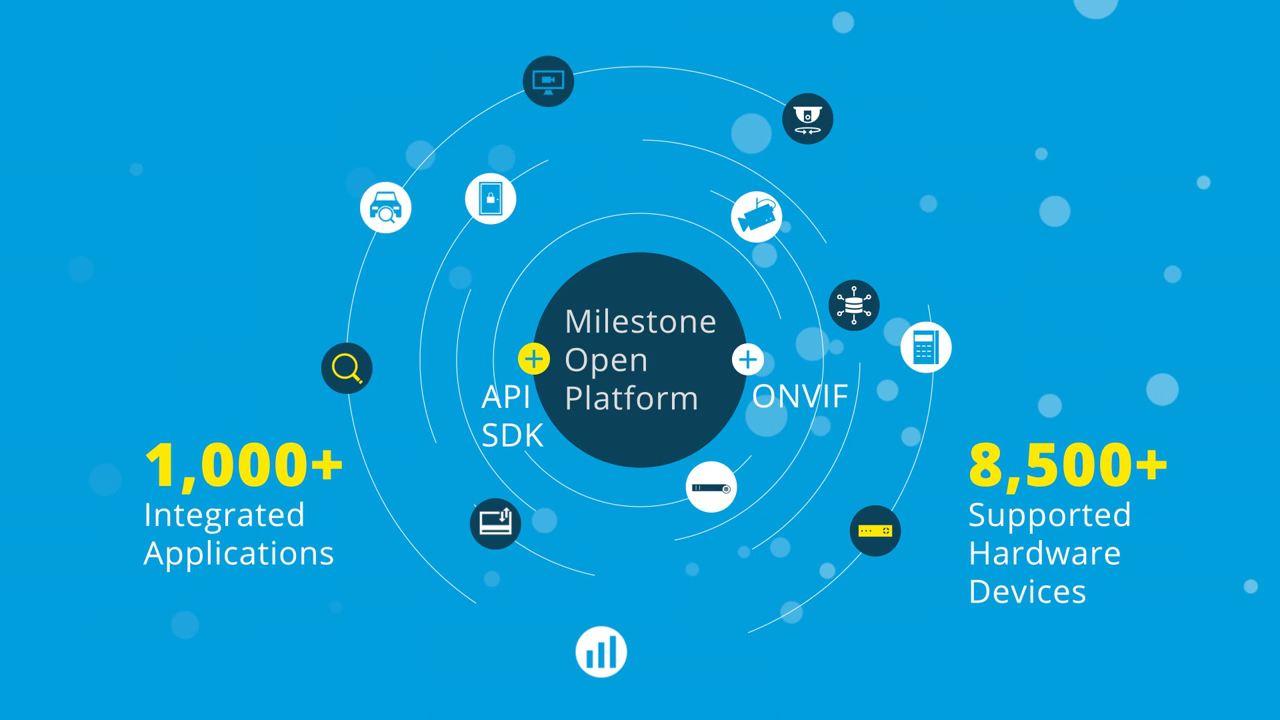 Milestone
Open
Platform
API
SDK
ONVIF
1,000+
Integrated
Applications
8,500+
Supported
Hardware
Devices